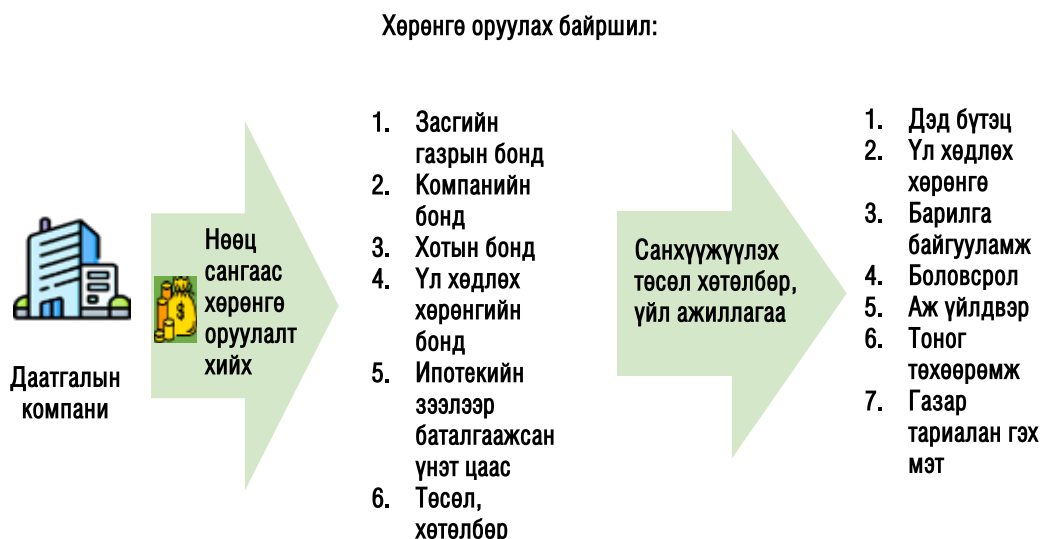 Хөрөнгө оруулах байршил:
Даатгалын
компани
Нөөц
сангаас
хөрөнгө
оруулалт
хийх
1. Засгийн
газрын бонд
2. Компанийн
бонд
3. Хотын бонд
4. Үл хөдлөх
хөрөнгийн
бонд
5. Ипотекийн
зээлээр
баталгаажсан
үнэт цаас
6. Төсөл,
хөтөлбөр
Санхүүжүүлэх
төсөл хөтөлбөр,
үйл ажиллагаа
1. Дэд бүтэц
2. Үл хөдлөх
хөрөнгө
3. Барилга
байгууламж
4. Боловсрол
5. Аж үйлдвэр
6. Тоног
төхөөрөмж
7. Газар
тариалан гэх
мэт